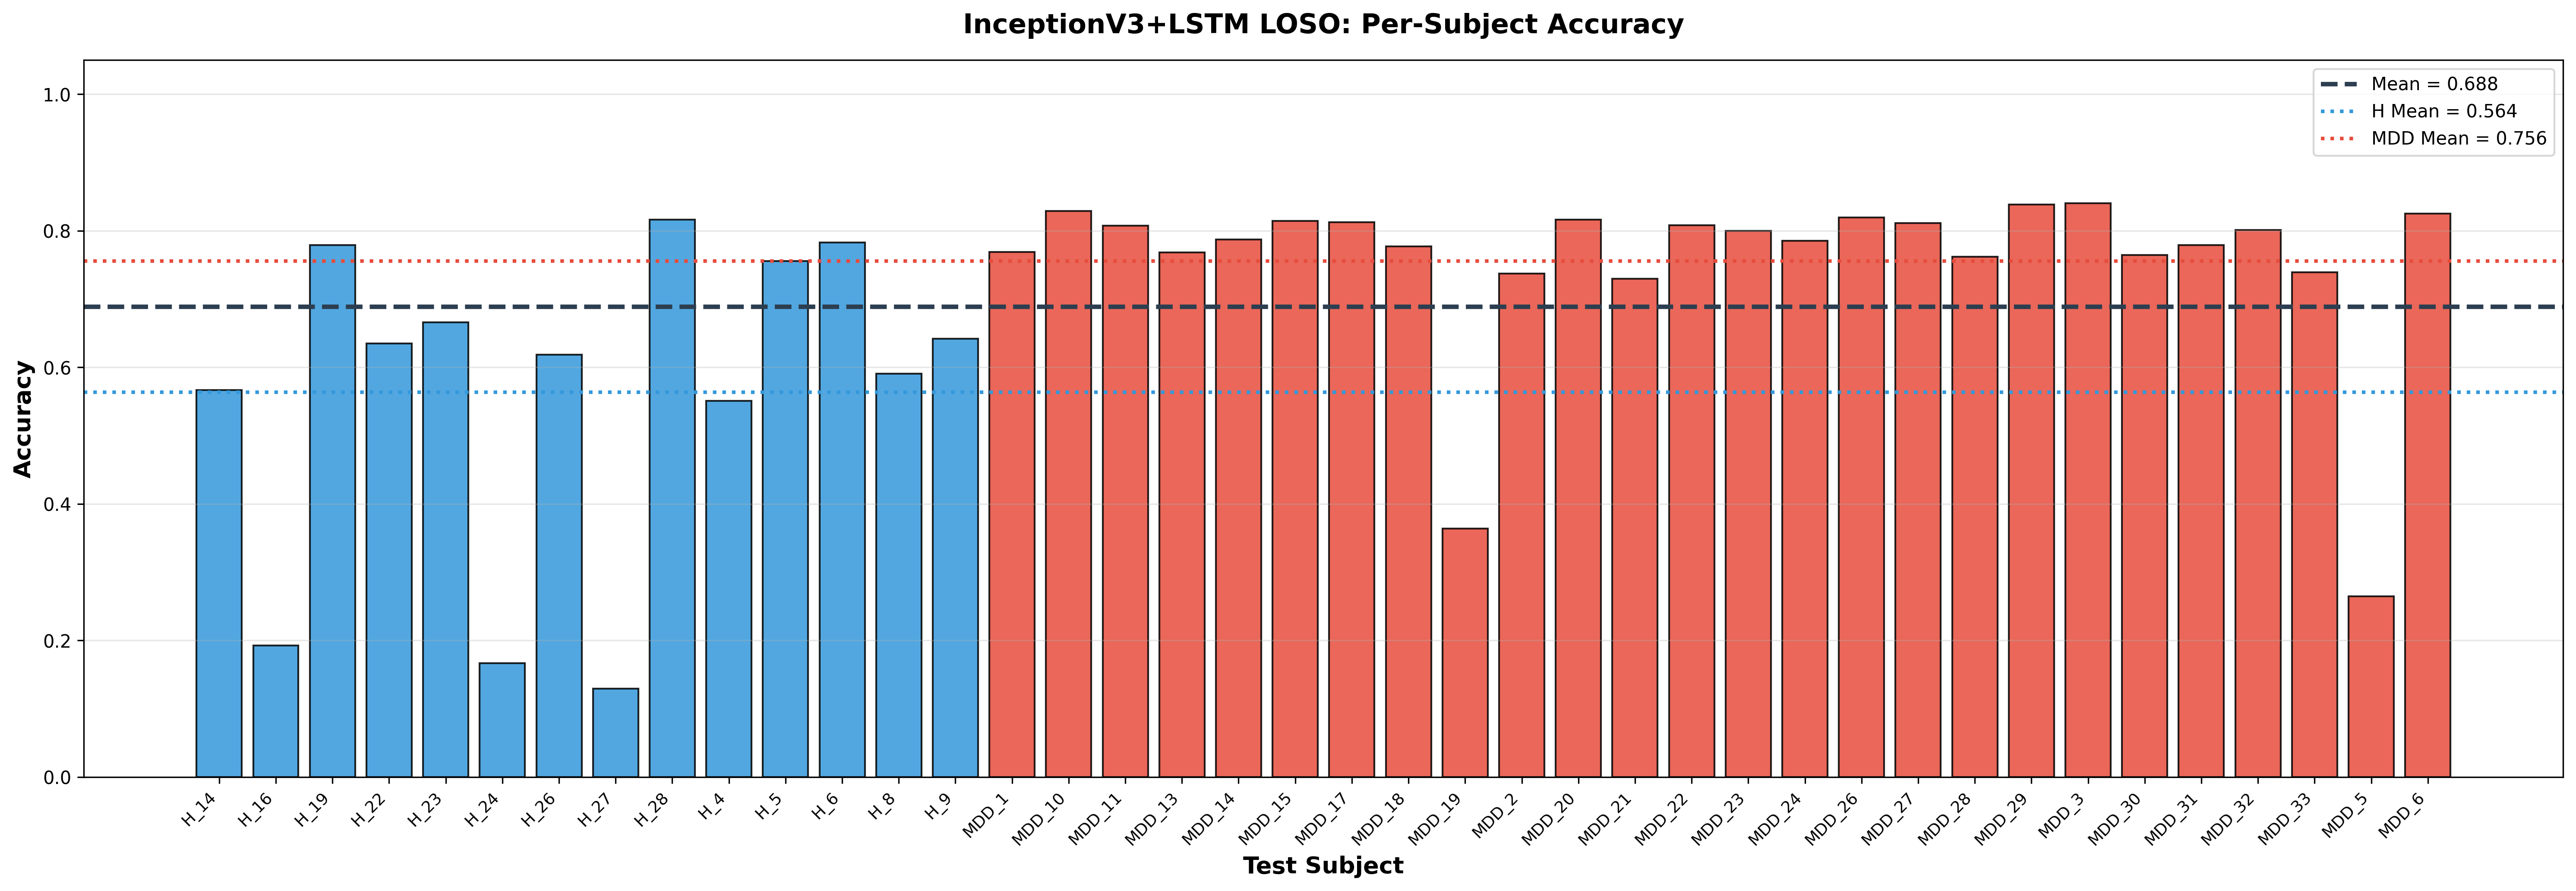 InceptionV3+LSTM LOSO: Per-Subject Accuracy
Mean = 0.688
H Mean = 0.564
MDD Mean = 0.756
Accuracy
1.0
0.8
0.6
0.4
0.2
0.0
H_14
H_16
H_19
H_22
H_23
H_24
H_26
H_27
H_28
H_4
H_5
H_6
H_8
H_9
MDD_1
MDD_10
MDD_11
MDD_13
MDD_14
MDD_15
MDD_17
MDD_18
MDD_19
MDD_2
MDD_20
MDD_21
MDD_22
MDD_23
MDD_24
MDD_26
MDD_27
MDD_28
MDD_29
MDD_3
MDD_30
MDD_31
MDD_32
MDD_33
MDD_5
MDD_6
Test Subject